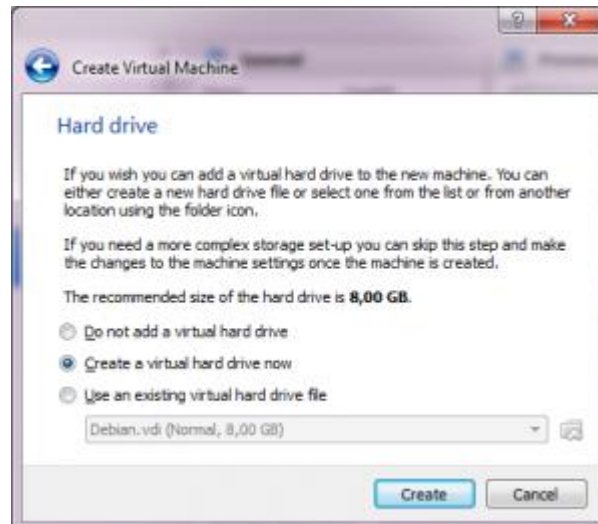 Create Virtual Machine
Hard drive
If you wish you can add a virtual hard drive to the new machine. You can
either create a new hard drive file or select one from the list or from another
location using the folder icon.
If you need a more complex storage set-up you can skip this step and make
the changes to the machine settings once the machine is created.
The recommended size of the hard drive is 8,00 GB.
Do not add a virtual hard drive
Create a virtual hard drive now
Use an existing virtual hard drive file
Debian.vdi (Normal, 8,00 GB)
Create Cancel